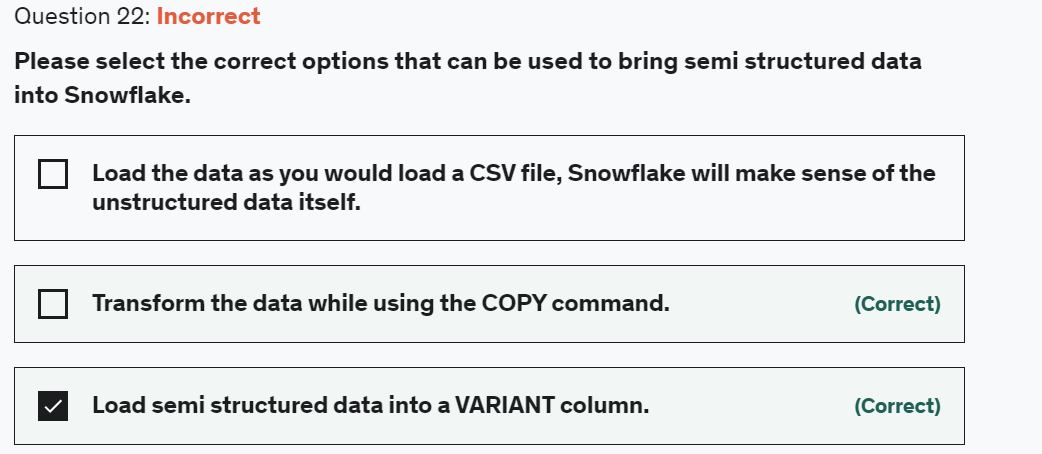 Question 22: Incorrect
Please select the correct options that can be used to bring semi structured data
into Snowflake.
Load the data as you would load a CSV file, Snowflake will make sense of the
unstructured data itself.
Transform the data while using the COPY command.
(Correct)
Load semi structured data into a VARIANT column.
(Correct)